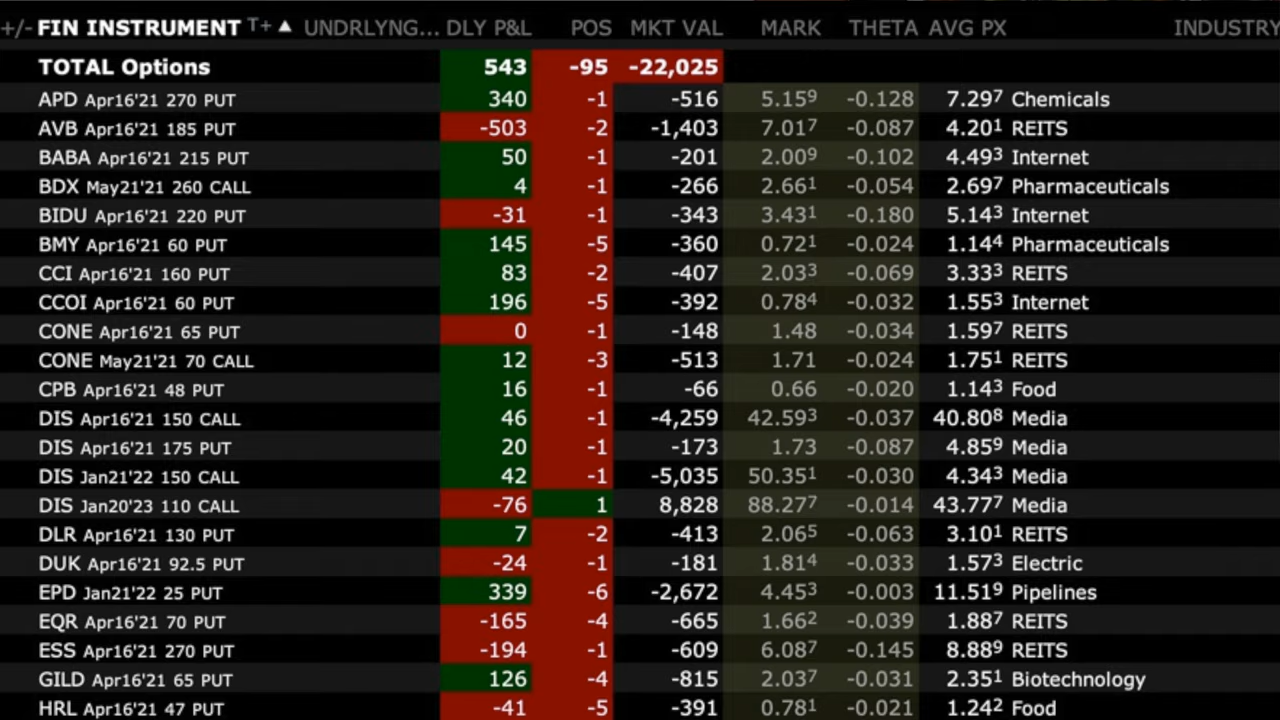 +/- FIN INSTRUMENT T+ ▲ UNDRLYNG... DLY P&L POS MKT VAL MARK THETA AVG PX INDUSTRY
TOTAL Options 543 -95 -22,025
APD Apr16'21 270 PUT 340 -1 -516 5.15⁹ -0.128 7.29⁷ Chemicals
AVB Apr16'21 185 PUT -503 -2 -1,403 7.01⁷ -0.087 4.20¹ REITS
BABA Apr16'21 215 PUT 50 -1 -201 2.00⁹ -0.102 4.49³ Internet
BDX May21'21 260 CALL 4 -1 -266 2.66¹ -0.054 2.69⁷ Pharmaceuticals
BIDU Apr16'21 220 PUT -31 -1 -343 3.43¹ -0.180 5.14³ Internet
BMY Apr16'21 60 PUT 145 -5 -360 0.72¹ -0.024 1.14⁴ Pharmaceuticals
CCI Apr16'21 160 PUT 83 -2 -407 2.03³ -0.069 3.33³ REITS
CCOI Apr16'21 60 PUT 196 -5 -392 0.78⁴ -0.032 1.55³ Internet
CONE Apr16'21 65 PUT 0 -1 -148 1.48 -0.034 1.59⁷ REITS
CONE May21'21 70 CALL 12 -3 -513 1.71 -0.024 1.75¹ REITS
CPB Apr16'21 48 PUT 16 -1 -66 0.66 -0.020 1.14³ Food
DIS Apr16'21 150 CALL 46 -1 -4,259 42.59³ -0.037 40.80⁸ Media
DIS Apr16'21 175 PUT 20 -1 -173 1.73 -0.087 4.85⁹ Media
DIS Jan21'22 150 CALL 42 -1 -5,035 50.35¹ -0.030 4.34³ Media
DIS Jan20'23 110 CALL -76 1 8,828 88.27⁷ -0.014 43.77⁷ Media
DLR Apr16'21 130 PUT 7 -2 -413 2.06⁵ -0.063 3.10¹ REITS
DUK Apr16'21 92.5 PUT -24 -1 -181 1.81⁴ -0.033 1.57³ Electric
EPD Jan21'22 25 PUT 339 -6 -2,672 4.45³ -0.003 11.51⁹ Pipelines
EQR Apr16'21 70 PUT -165 -4 -665 1.66² -0.039 1.88⁷ REITS
ESS Apr16'21 270 PUT -194 -1 -609 6.08⁷ -0.145 8.88⁹ REITS
GILD Apr16'21 65 PUT 126 -4 -815 2.03⁷ -0.031 2.35¹ Biotechnology
HRL Apr16'21 47 PUT -41 -5 -391 0.78¹ -0.021 1.24² Food